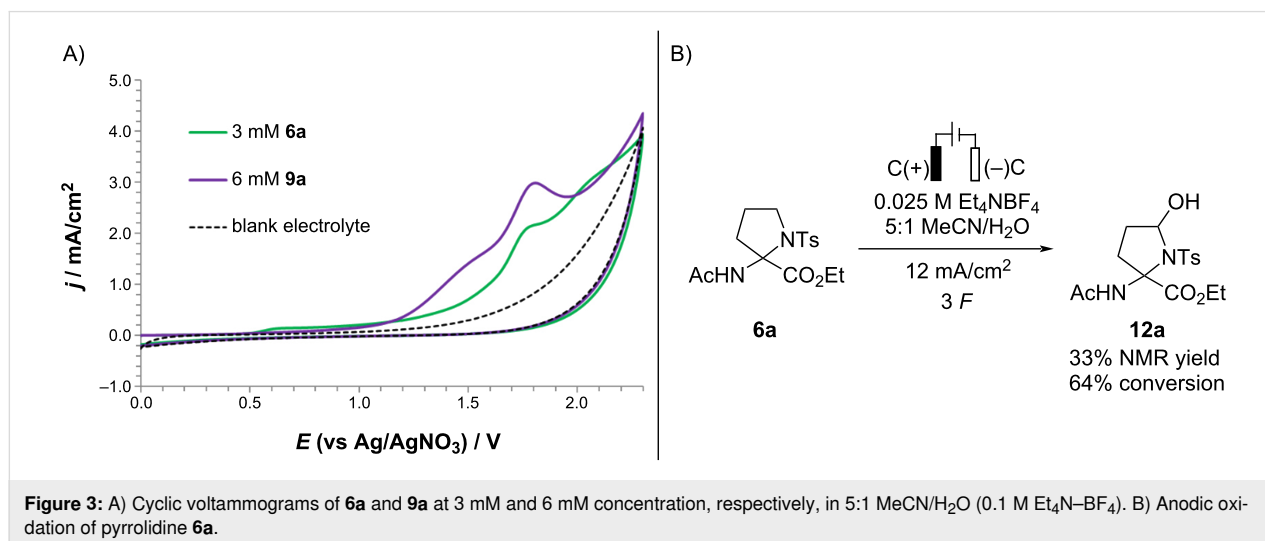 A)
5.0
4.0
3.0
2.0
1.0
0.0
–1.0
j / mA/cm²
3 mM 6a
6 mM 9a
blank electrolyte
0.0 0.5 1.0 1.5 2.0
E (vs Ag/AgNO₃) / V
B)
C(+) (–)C
0.025 M Et₄NBF₄
5:1 MeCN/H₂O
12 mA/cm²
3 F
NTs
AcHN CO₂Et
6a
OH
NTs
AcHN CO₂Et
12a
33% NMR yield
64% conversion
Figure 3: A) Cyclic voltammograms of 6a and 9a at 3 mM and 6 mM concentration, respectively, in 5:1 MeCN/H₂O (0.1 M Et₄N–BF₄). B) Anodic oxi-
dation of pyrrolidine 6a.